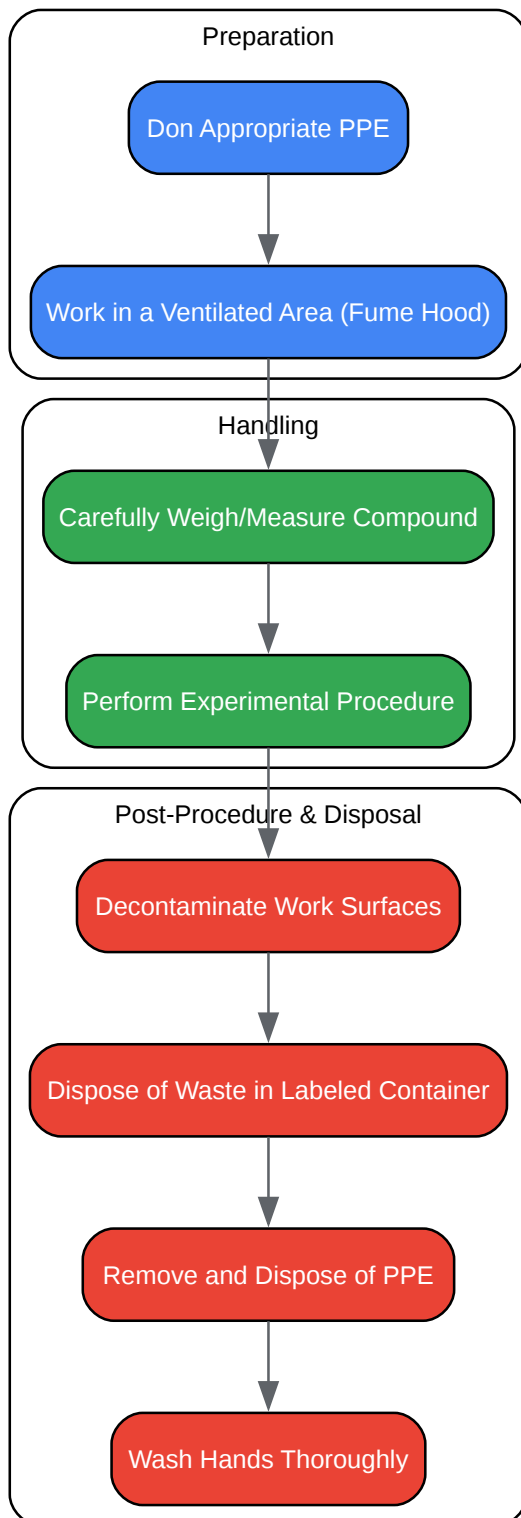 Preparation
Don Appropriate PPE
Work in a Ventilated Area (Fume Hood)
Handling
Carefully Weigh/Measure Compound
Perform Experimental Procedure
Post-Procedure & Disposal
Decontaminate Work Surfaces
Dispose of Waste in Labeled Container
Remove and Dispose of PPE
Wash Hands Thoroughly